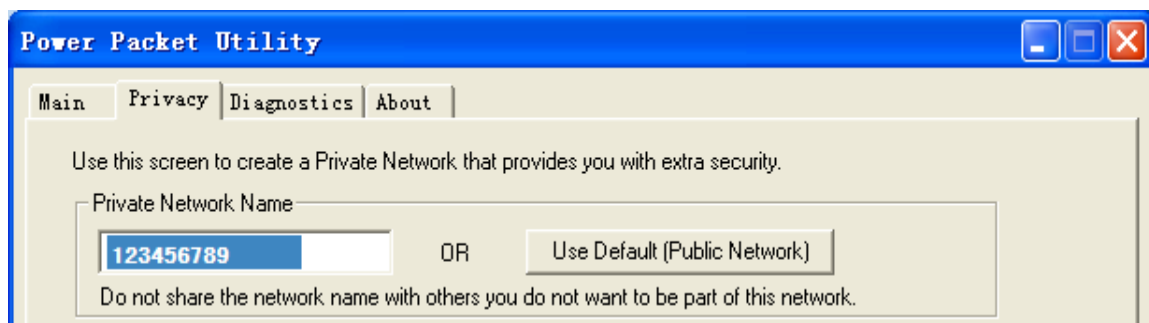 Power Packet Utility
Main Privacy Diagnostics About
Use this screen to create a Private Network that provides you with extra security.
Private Network Name
123456789 OR Use Default (Public Network)
Do not share the network name with others you do not want to be part of this network.